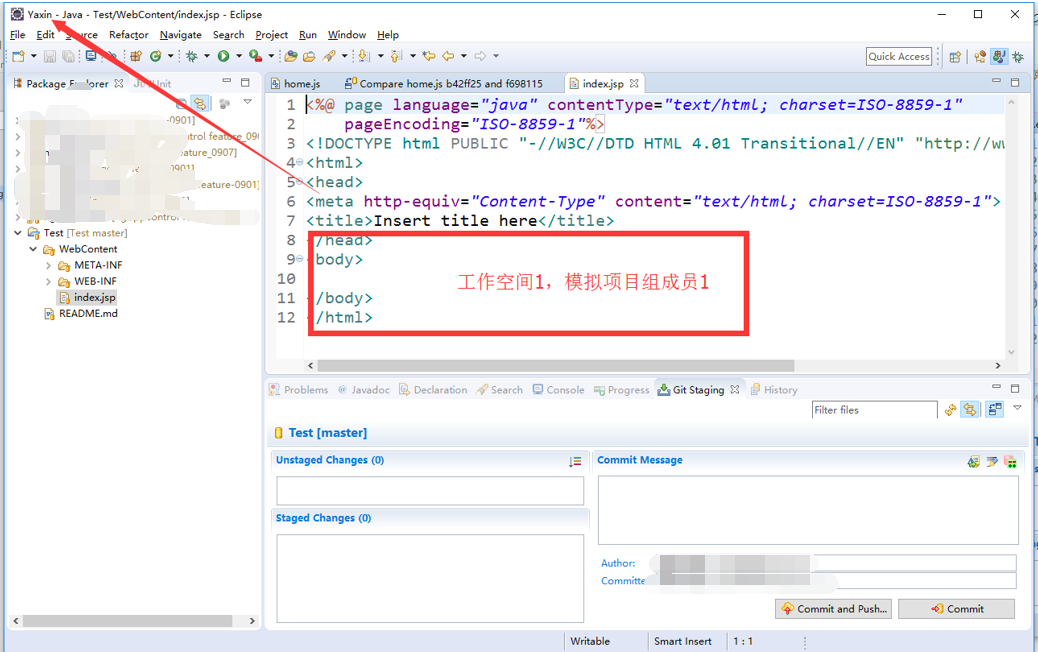 Yaxin - Java - Test/WebContent/index.jsp - Eclipse
File Edit Source Refactor Navigate Search Project Run Window Help
Quick Access
Package Explorer JUnit
home.js Compare home.js b42ff25 and f698115 index.jsp
-0901]
ntrol feature_090
eature_0907]
feature-0901]
Test [Test master]
WebContent
META-INF
WEB-INF
index.jsp
README.md
1 <%@ page language="java" contentType="text/html; charset=ISO-8859-1"
2 pageEncoding="ISO-8859-1"%>
3 <!DOCTYPE html PUBLIC "-//W3C//DTD HTML 4.01 Transitional//EN" "http://ww
4 <html>
5 <head>
6 <meta http-equiv="Content-Type" content="text/html; charset=ISO-8859-1">
7 <title>Insert title here</title>
8 </head>
9 <body>
10
11 </body>
12 </html>
工作空间1，模拟项目组成员1
Problems Javadoc Declaration Search Console Progress Git Staging History
Filter files
Test [master]
Unstaged Changes (0)
Staged Changes (0)
Commit Message
Author:
Committe
Commit and Push...
Commit
Writable Smart Insert 1 : 1